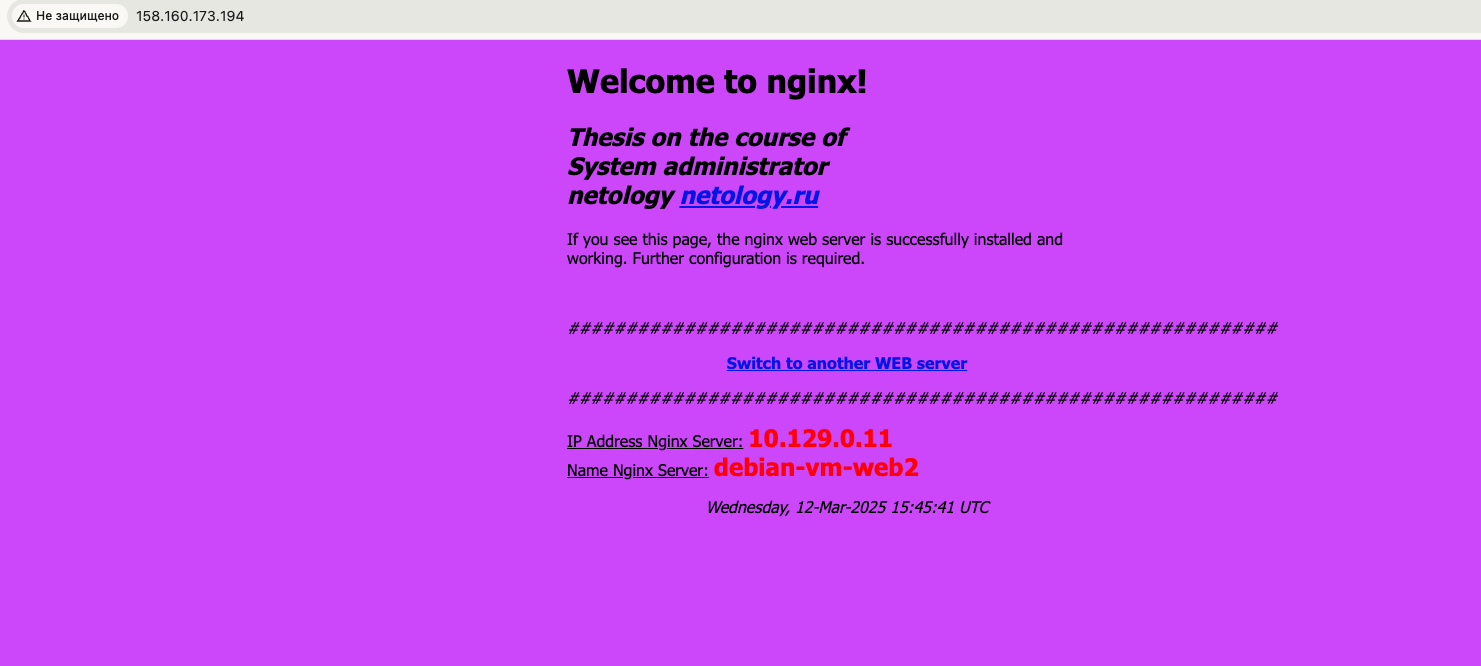 Не защищено 158.160.173.194
Welcome to nginx!
Thesis on the course of
System administrator
netology netology.ru
If you see this page, the nginx web server is successfully installed and
working. Further configuration is required.
#############################################################
Switch to another WEB server
#############################################################
IP Address Nginx Server: 10.129.0.11
Name Nginx Server: debian-vm-web2
Wednesday, 12-Mar-2025 15:45:41 UTC